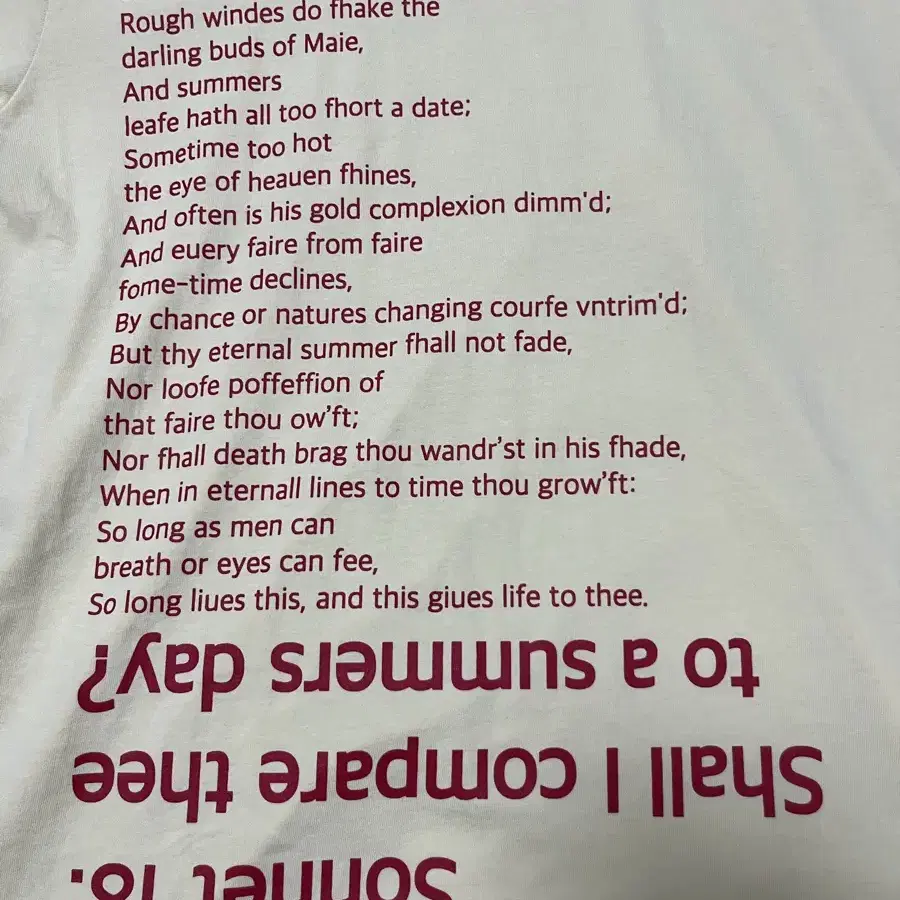 Rough windes do fhake the
darling buds of Maie,
And summers
leafe hath all too fhort a date;
Sometime too hot
the eye of heauen fhines,
And often is his gold complexion dimm'd;
And euery faire from faire
fome-time declines,
By chance or natures changing courfe vntrim'd;
But thy eternal summer fhall not fade,
Nor loofe poffeffion of
that faire thou ow’ft;
Nor fhall death brag thou wandr’st in his fhade,
When in eternall lines to time thou grow’ft:
So long as men can
breath or eyes can fee,
So long liues this, and this giues life to thee.
Sonnet 18.
Shall I compare thee
to a summers day?